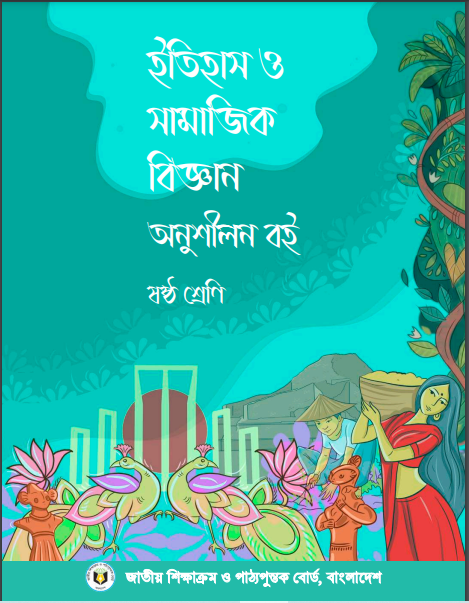 ইতিহাস ও
সামাজিক
বিজ্ঞান
অনুশীলন বই
ষষ্ঠ শ্রেণি
জাতীয় শিক্ষাক্রম ও পাঠ্যপুস্তক বোর্ড, বাংলাদেশ